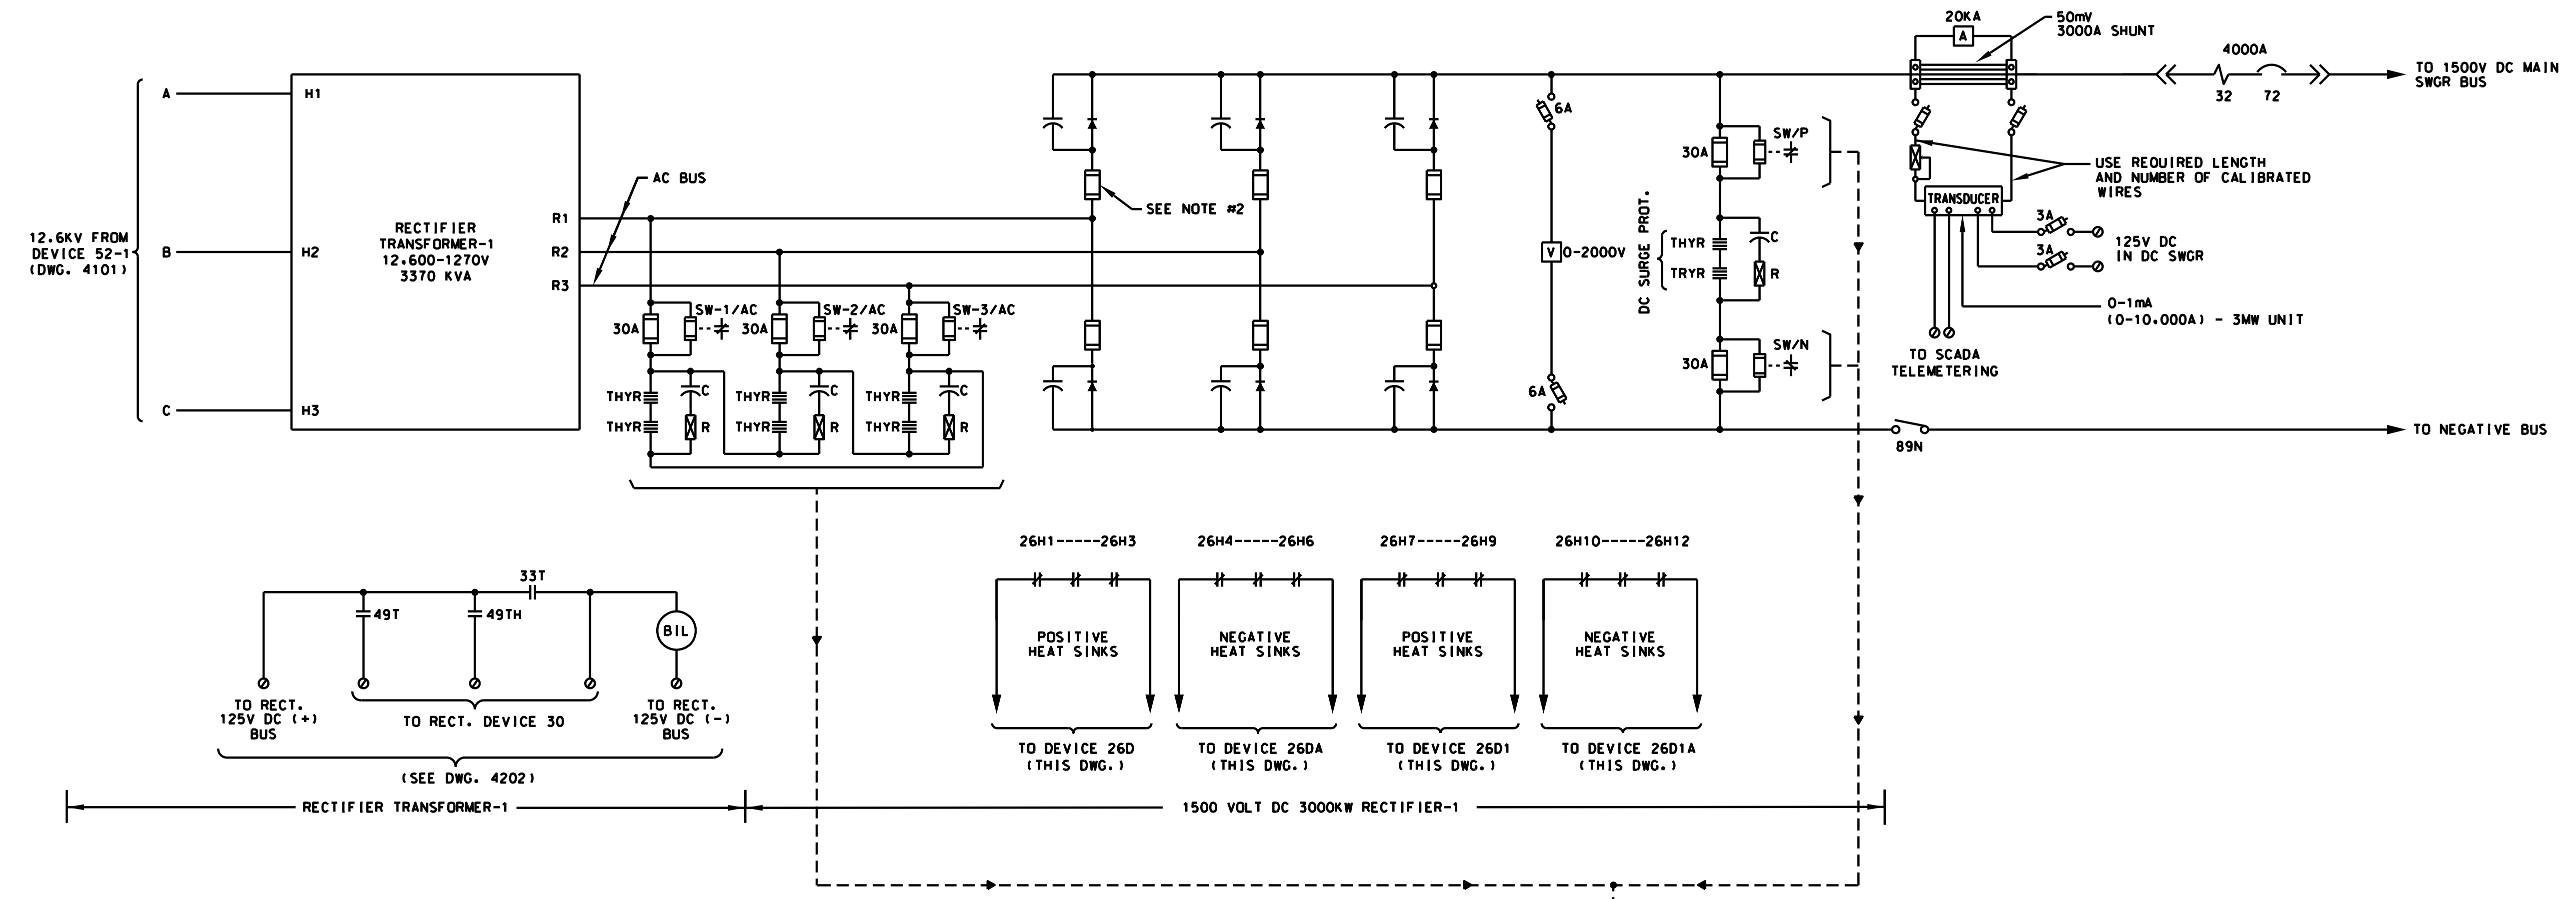 20KA
A
50mV
3000A SHUNT
4000A
32
72
TO 1500V DC MAIN
SWGR BUS
A
H1
B
H2
C
H3
12.6KV FROM
DEVICE 52-1
(DWG. 4101)
RECTIFIER
TRANSFORMER-1
12.600-1270V
3370 KVA
R1
R2
R3
AC BUS
SEE NOTE #2
6A
V
0-2000V
6A
DC SURGE PROT.
30A
SW/P
THYR
TRYR
C
R
30A
SW/N
USE REQUIRED LENGTH
AND NUMBER OF CALIBRATED
WIRES
TRANSDUCER
3A
3A
125V DC
IN DC SWGR
0-1mA
(0-10.000A) - 3MW UNIT
TO SCADA
TELEMETERING
30A
SW-1/AC
30A
SW-2/AC
30A
SW-3/AC
THYR
C
THYR
C
THYR
C
THYR
R
THYR
R
THYR
R
89N
TO NEGATIVE BUS
33T
49T
49TH
BIL
TO RECT.
125V DC (+)
BUS
TO RECT. DEVICE 30
TO RECT.
125V DC (-)
BUS
(SEE DWG. 4202)
26H1-----26H3
POSITIVE
HEAT SINKS
TO DEVICE 26D
(THIS DWG.)
26H4-----26H6
NEGATIVE
HEAT SINKS
TO DEVICE 26DA
(THIS DWG.)
26H7-----26H9
POSITIVE
HEAT SINKS
TO DEVICE 26D1
(THIS DWG.)
26H10-----26H12
NEGATIVE
HEAT SINKS
TO DEVICE 26D1A
(THIS DWG.)
RECTIFIER TRANSFORMER-1
1500 VOLT DC 3000KW RECTIFIER-1